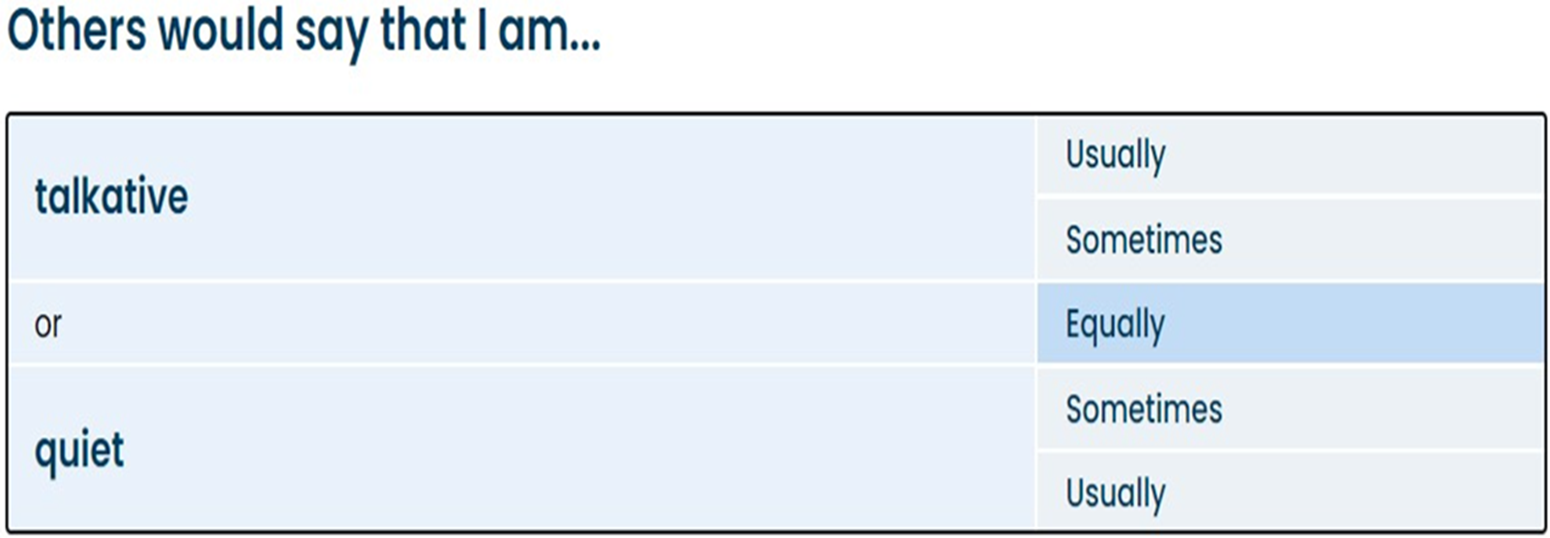 Others would say that I am...
talkative
Usually
Sometimes
or
Equally
quiet
Sometimes
Usually